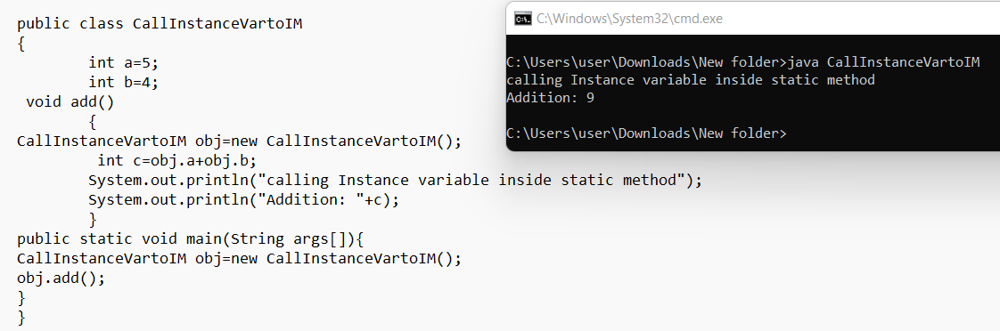 public class CallInstanceVartoIM
{
int a=5;
int b=4;
void add()
{
CallInstanceVartoIM obj=new CallInstanceVartoIM();
int c=obj.a+obj.b;
System.out.println("calling Instance variable inside static method");
System.out.println("Addition: "+c);
}
public static void main(String args[]){
CallInstanceVartoIM obj=new CallInstanceVartoIM();
obj.add();
}
}
C:\Windows\System32\cmd.exe
C:\Users\user\Downloads\New folder>java CallInstanceVartoIM
calling Instance variable inside static method
Addition: 9
C:\Users\user\Downloads\New folder>